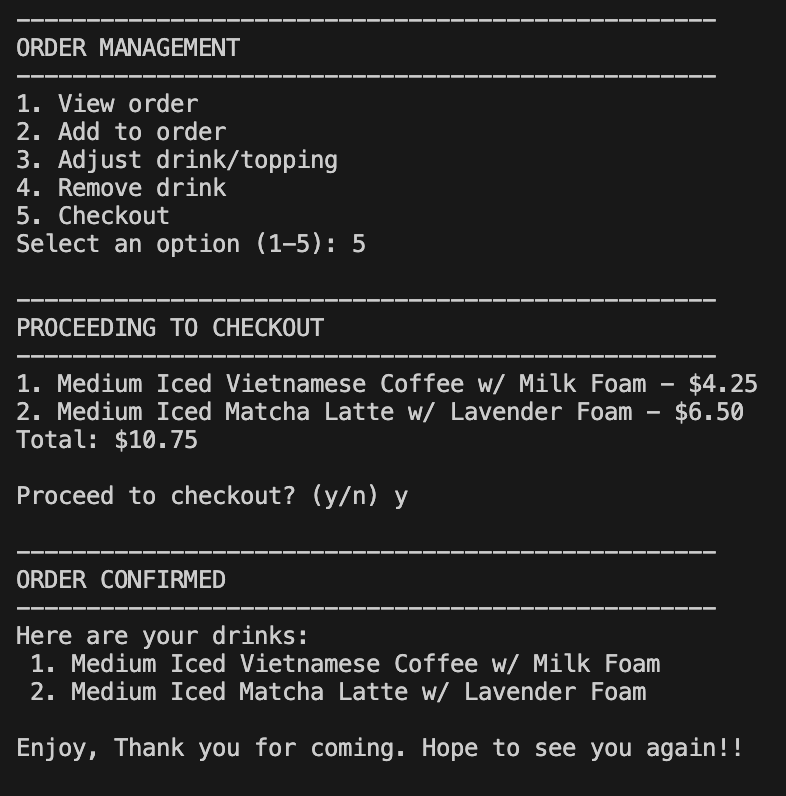 --------------------------------------------------
ORDER MANAGEMENT
--------------------------------------------------
1. View order
2. Add to order
3. Adjust drink/topping
4. Remove drink
5. Checkout
Select an option (1-5): 5
--------------------------------------------------
PROCEEDING TO CHECKOUT
--------------------------------------------------
1. Medium Iced Vietnamese Coffee w/ Milk Foam - $4.25
2. Medium Iced Matcha Latte w/ Lavender Foam - $6.50
Total: $10.75
Proceed to checkout? (y/n) y
--------------------------------------------------
ORDER CONFIRMED
--------------------------------------------------
Here are your drinks:
 1. Medium Iced Vietnamese Coffee w/ Milk Foam
 2. Medium Iced Matcha Latte w/ Lavender Foam
Enjoy, Thank you for coming. Hope to see you again!!